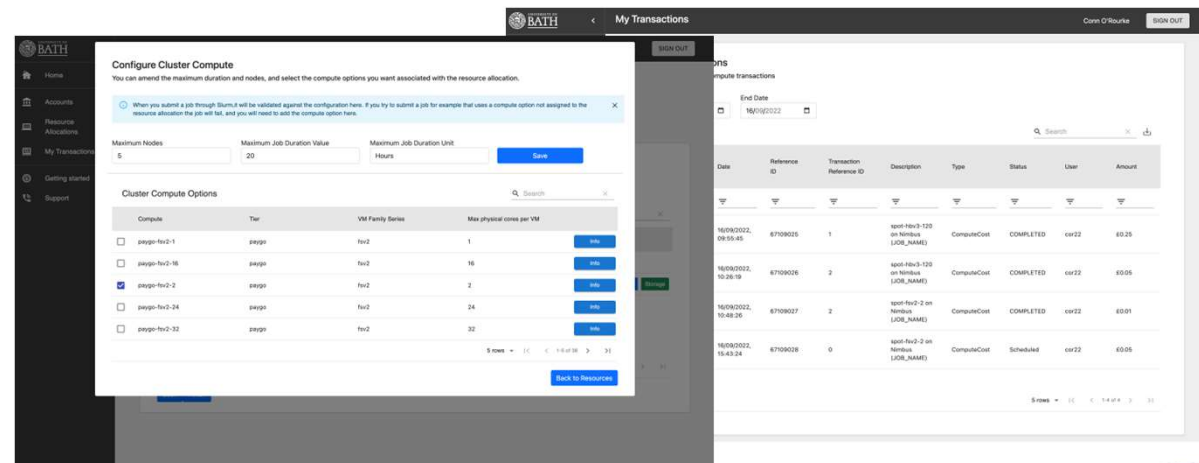 UNIVERSITY OF
BATH
My Transactions
Conn O'Rourke
SIGN OUT
BATH
SIGN OUT
Home
Accounts
Resource
Allocations
My Transactions
Getting started
Support
Configure Cluster Compute
You can amend the maximum duration and nodes, and select the compute options you want associated with the resource allocation.
When you submit a job through Slurm,it will be validated against the configuration here. If you try to submit a job for example that uses a compute option not assigned to the
resource allocation the job will fail, and you will need to add the compute option here.
Maximum Nodes Maximum Job Duration Value Maximum Job Duration Unit
5 20 Hours Save
Cluster Compute Options Search
Compute Tier VM Family Series Max physical cores per VM
paygo-fsv2-1 paygo fsv2 1 Info
paygo-fsv2-16 paygo fsv2 16 Info
paygo-fsv2-2 paygo fsv2 2 Info
paygo-fsv2-24 paygo fsv2 24 Info
paygo-fsv2-32 paygo fsv2 32 Info
5 rows
Back to Resources
Storage
ons
ompute transactions
End Date
16/09/2022
Search
Date Reference ID Transaction Reference ID Description Type Status User Amount
16/09/2022, 09:55:45 67109025 1 spot-hbv3-120 on Nimbus (JOB_NAME) ComputeCost COMPLETED cor22 £0.25
16/09/2022, 10:26:19 67109026 2 spot-hbv3-120 on Nimbus (JOB_NAME) ComputeCost COMPLETED cor22 £0.05
16/09/2022, 10:48:26 67109027 2 spot-fsv2-2 on Nimbus (JOB_NAME) ComputeCost COMPLETED cor22 £0.01
16/09/2022, 15:43:24 67109028 0 spot-fsv2-2 on Nimbus (JOB_NAME) ComputeCost Scheduled cor22 £0.05
5 rows 1-4 of 4